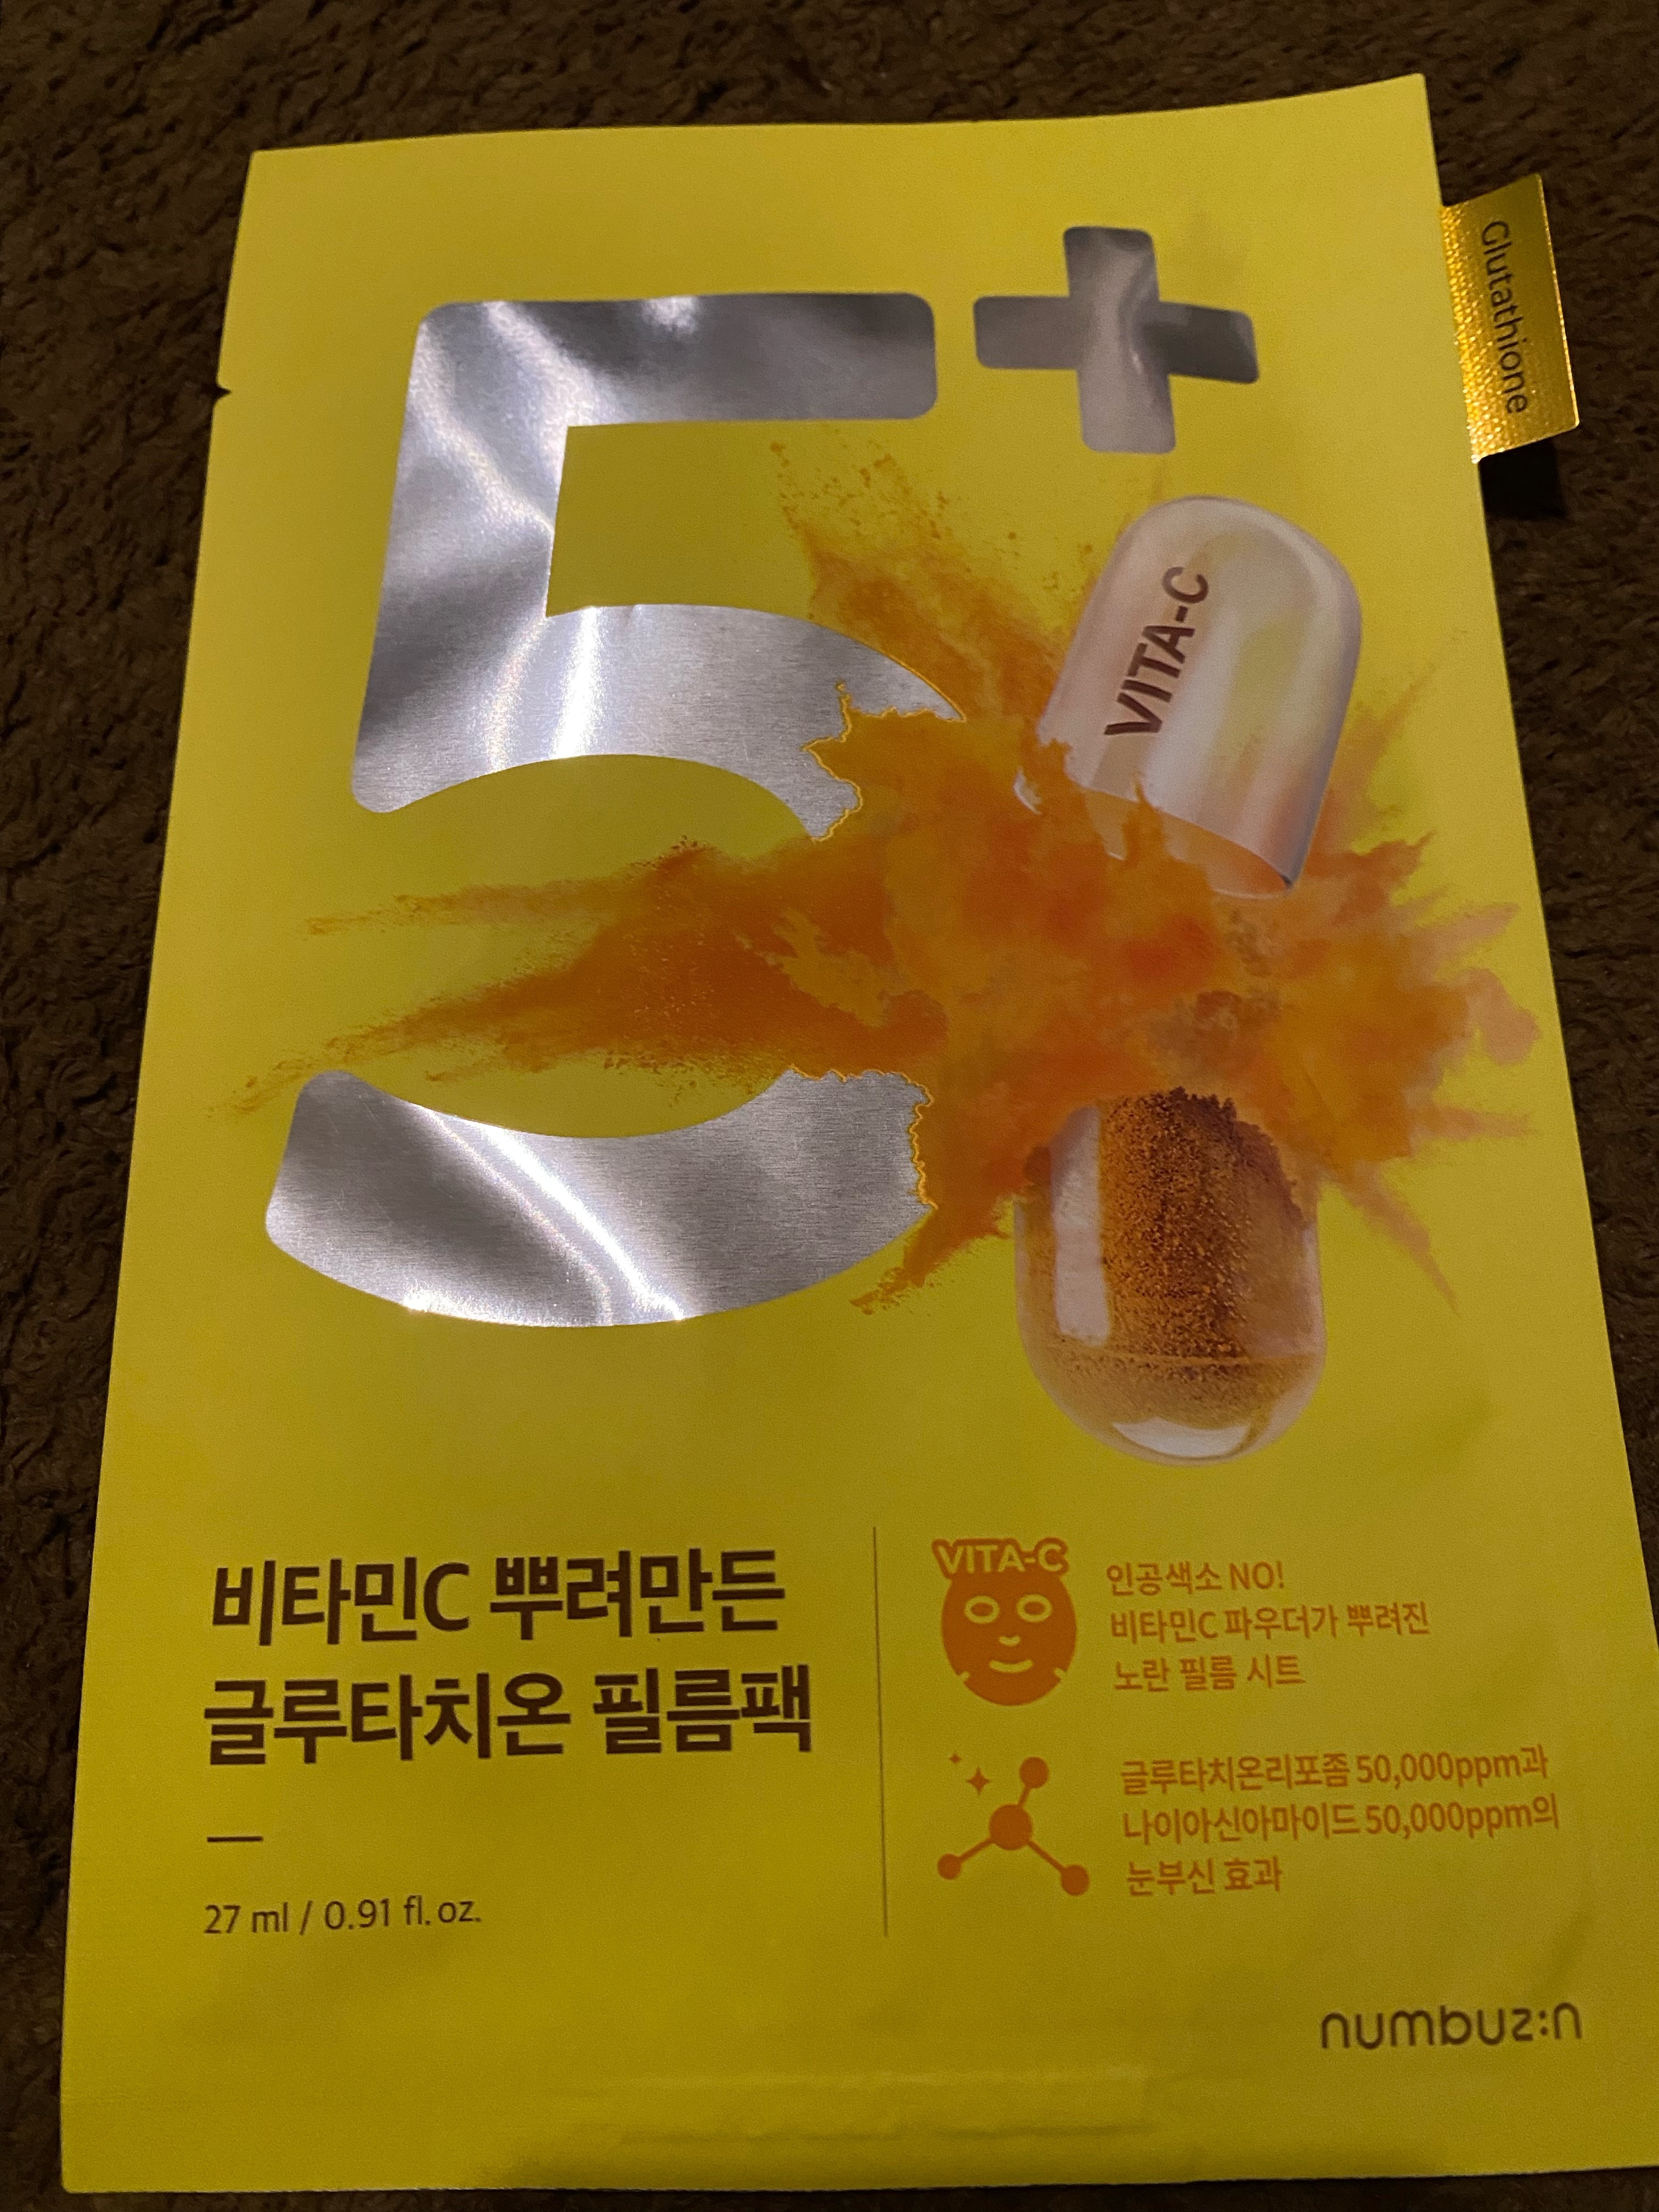 5+
Glutathione
VITA-C
비타민C 뿌려만든
글루타치온 필름팩
27 ml / 0.91 fl. oz.
VITA-C
인공색소 NO!
비타민C 파우더가 뿌려진
노란 필름 시트
글루타치온리포좀 50,000ppm과
나이아신아마이드 50,000ppm의
눈부신 효과
numbuz:n